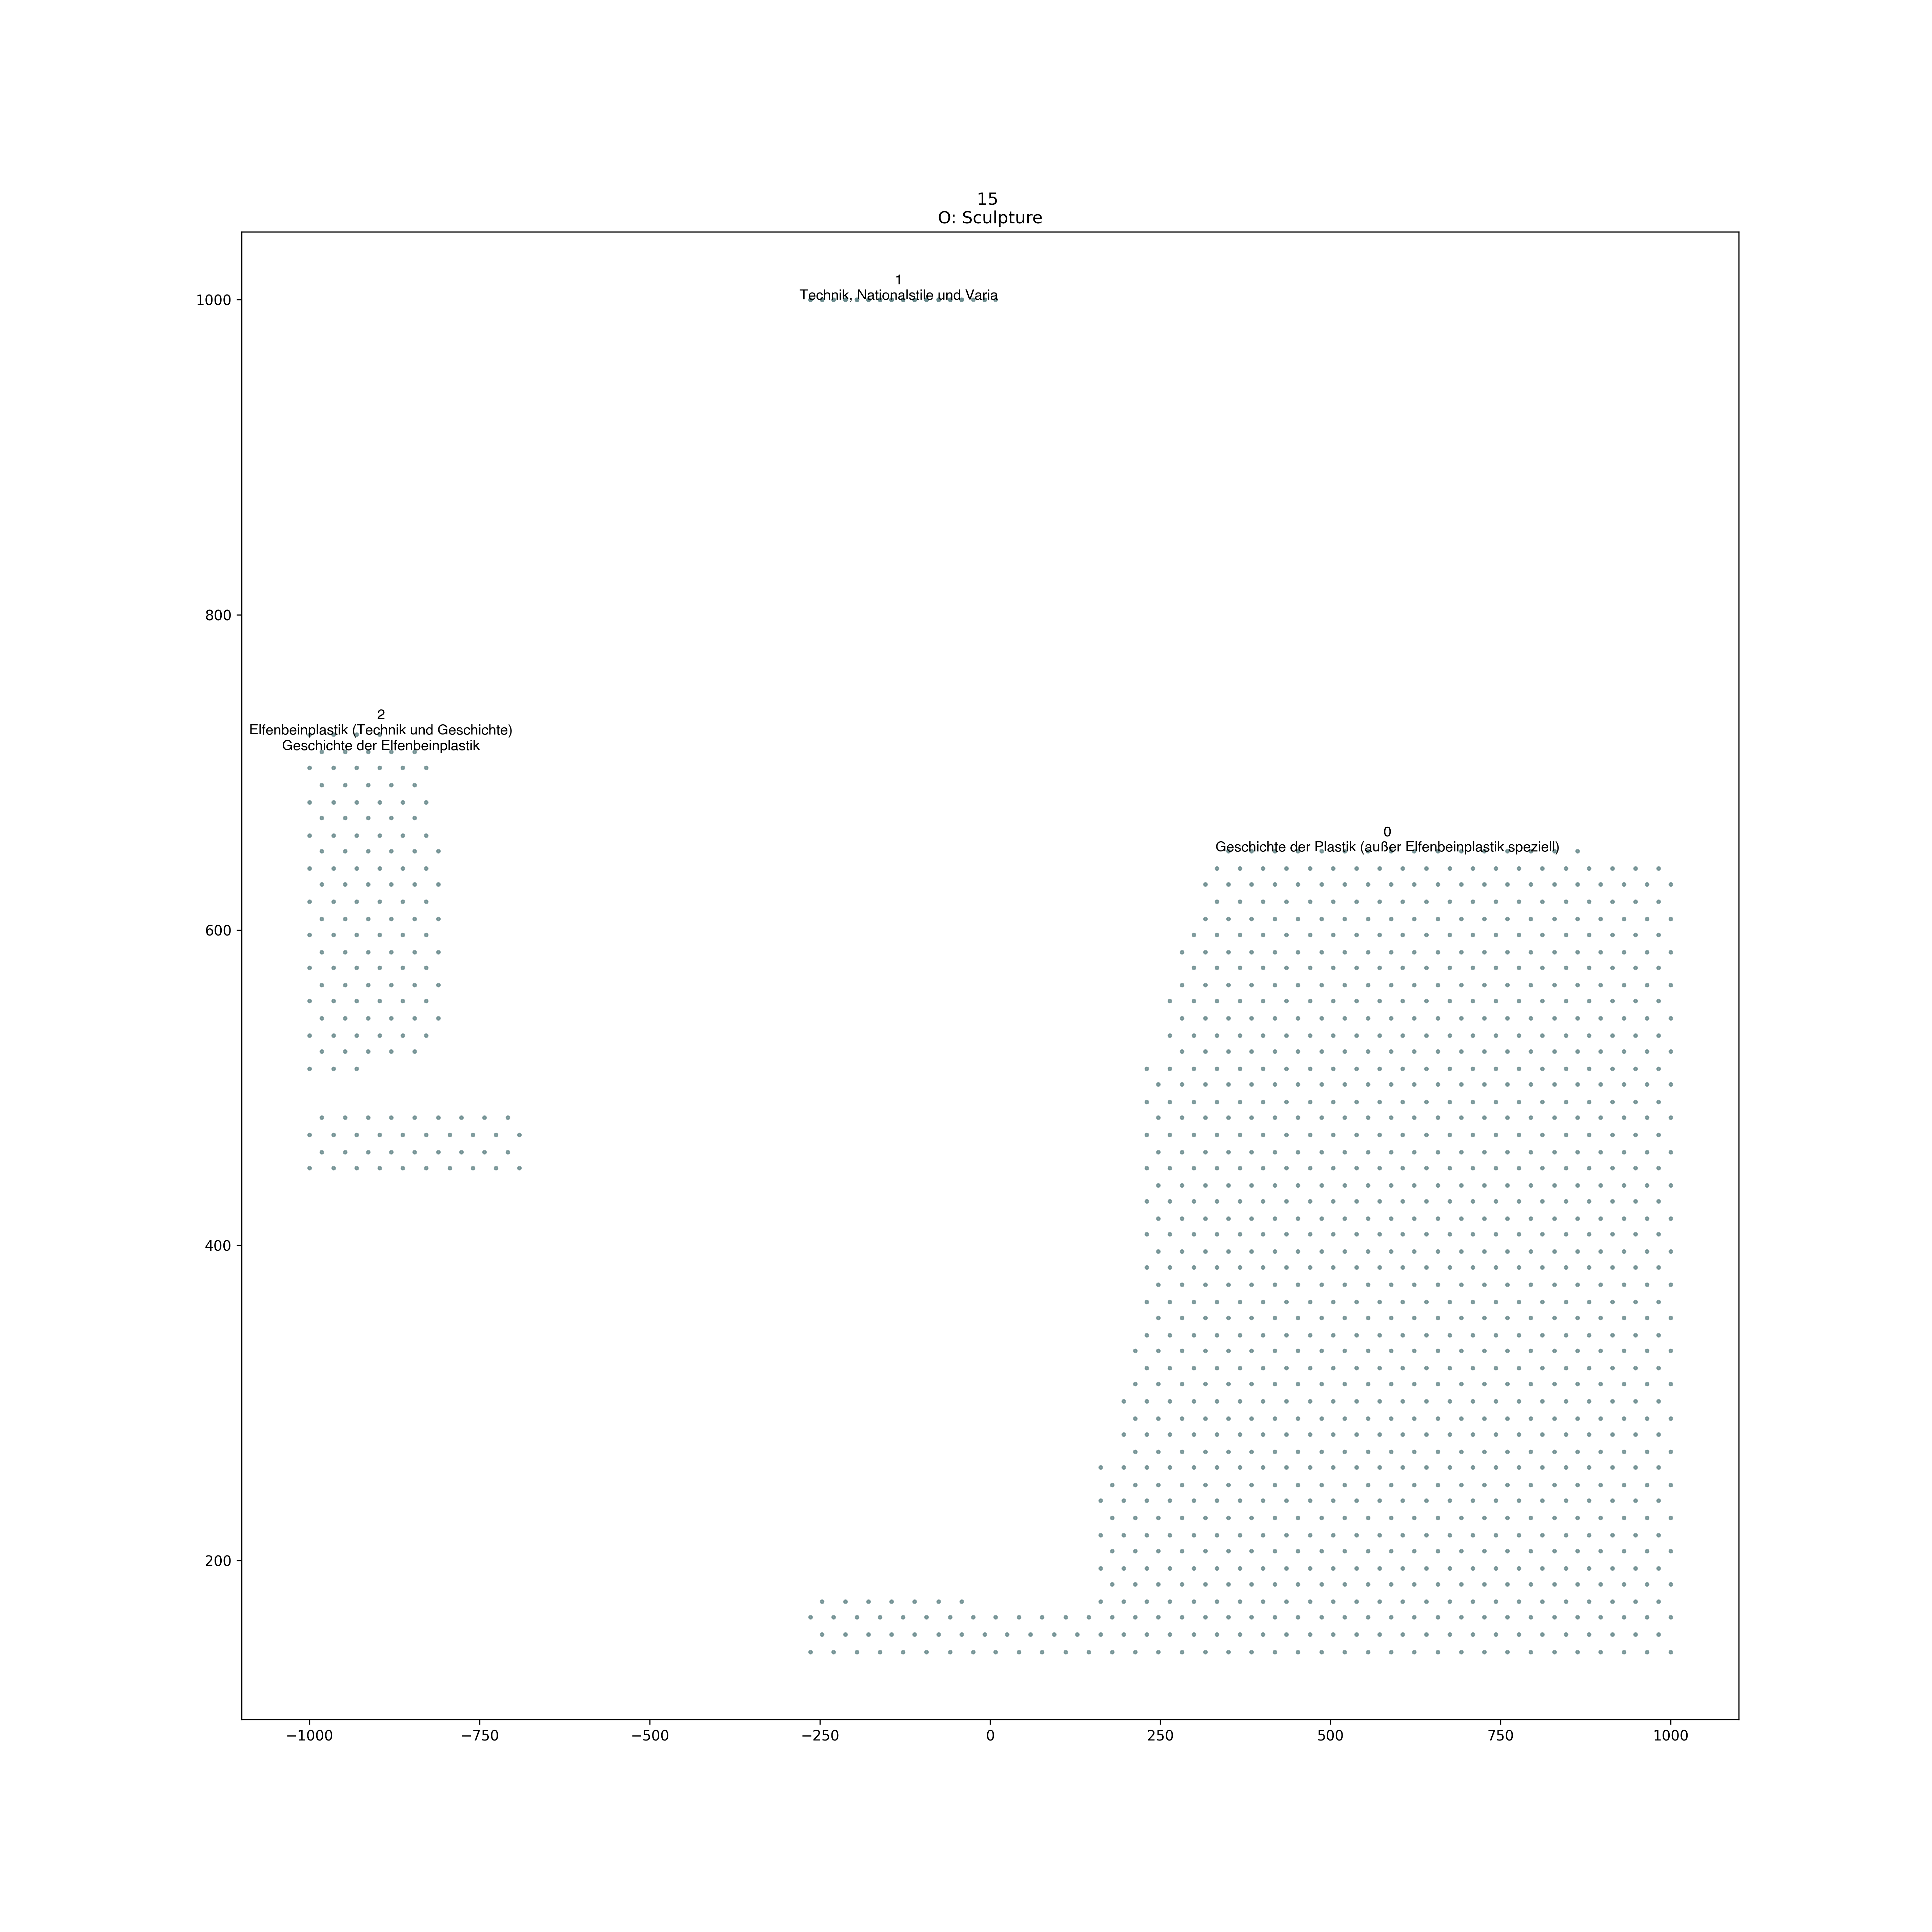 15
O: Sculpture
1
Technik, Nationalstile und Varia
1000
800
2
Elfenbeinplastik (Technik und Geschichte)
Geschichte der Elfenbeinplastik
0
Geschichte der Plastik (außer Elfenbeinplastik speziell)
600
400
200
−1000 −750 −500 −250 0 250 500 750 1000